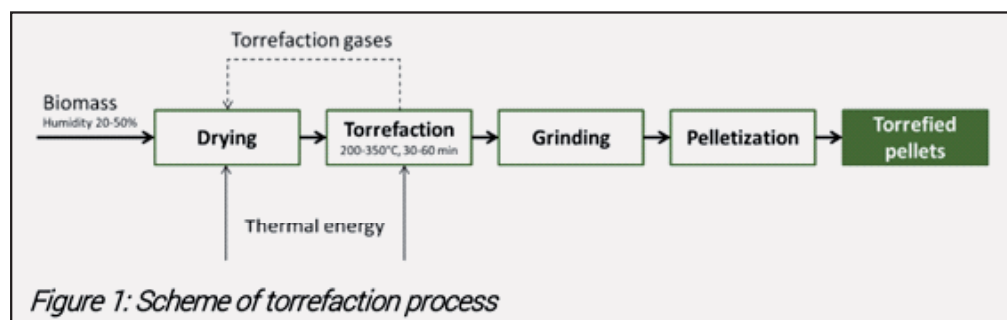 Torrefaction gases
Biomass
Humidity 20-50%
Drying
Torrefaction
200-350°C, 30-60 min
Grinding
Pelletization
Torrefied
pellets
Thermal energy
Figure 1: Scheme of torrefaction process